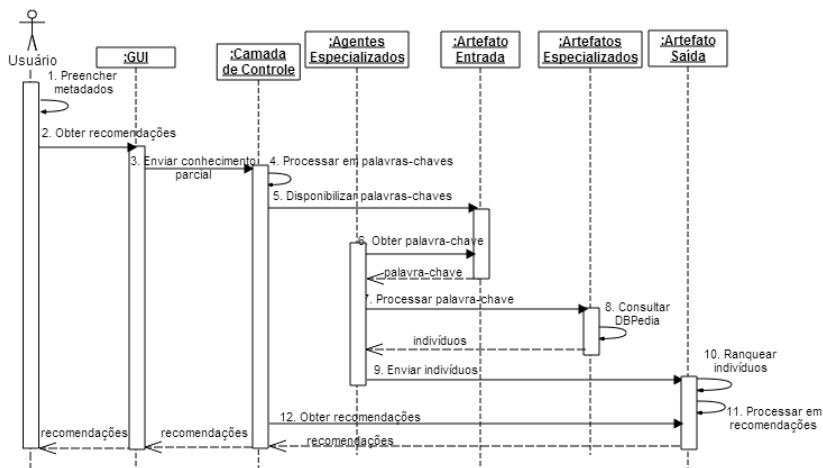 Usuário
:GUI
:Camada
de Controle
:Agentes
Especializados
:Artefato
Entrada
:Artefatos
Especializados
:Artefato
Saída
1. Preencher
metadados
2. Obter recomendações
3. Enviar conhecimento
parcial
4. Processar em palavras-chaves
5. Disponibilizar palavras-chaves
6. Obter palavra-chave
palavra-chave
7. Processar palavra-chave
8. Consultar
DBPedia
indivíduos
9. Enviar indivíduos
10. Ranquear
indivíduos
11. Processar em
recomendações
12. Obter recomendações
recomendações
recomendações
recomendações